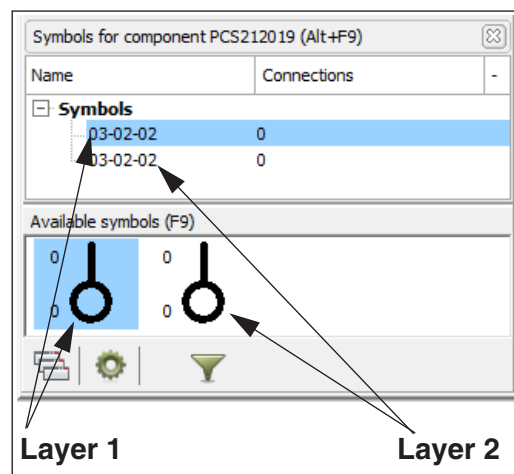 Symbols for component PCS212019 (Alt+F9)
Name Connections -
Symbols
03-02-02 0
03-02-02 0
Available symbols (F9)
0 0
0 0
Layer 1 Layer 2